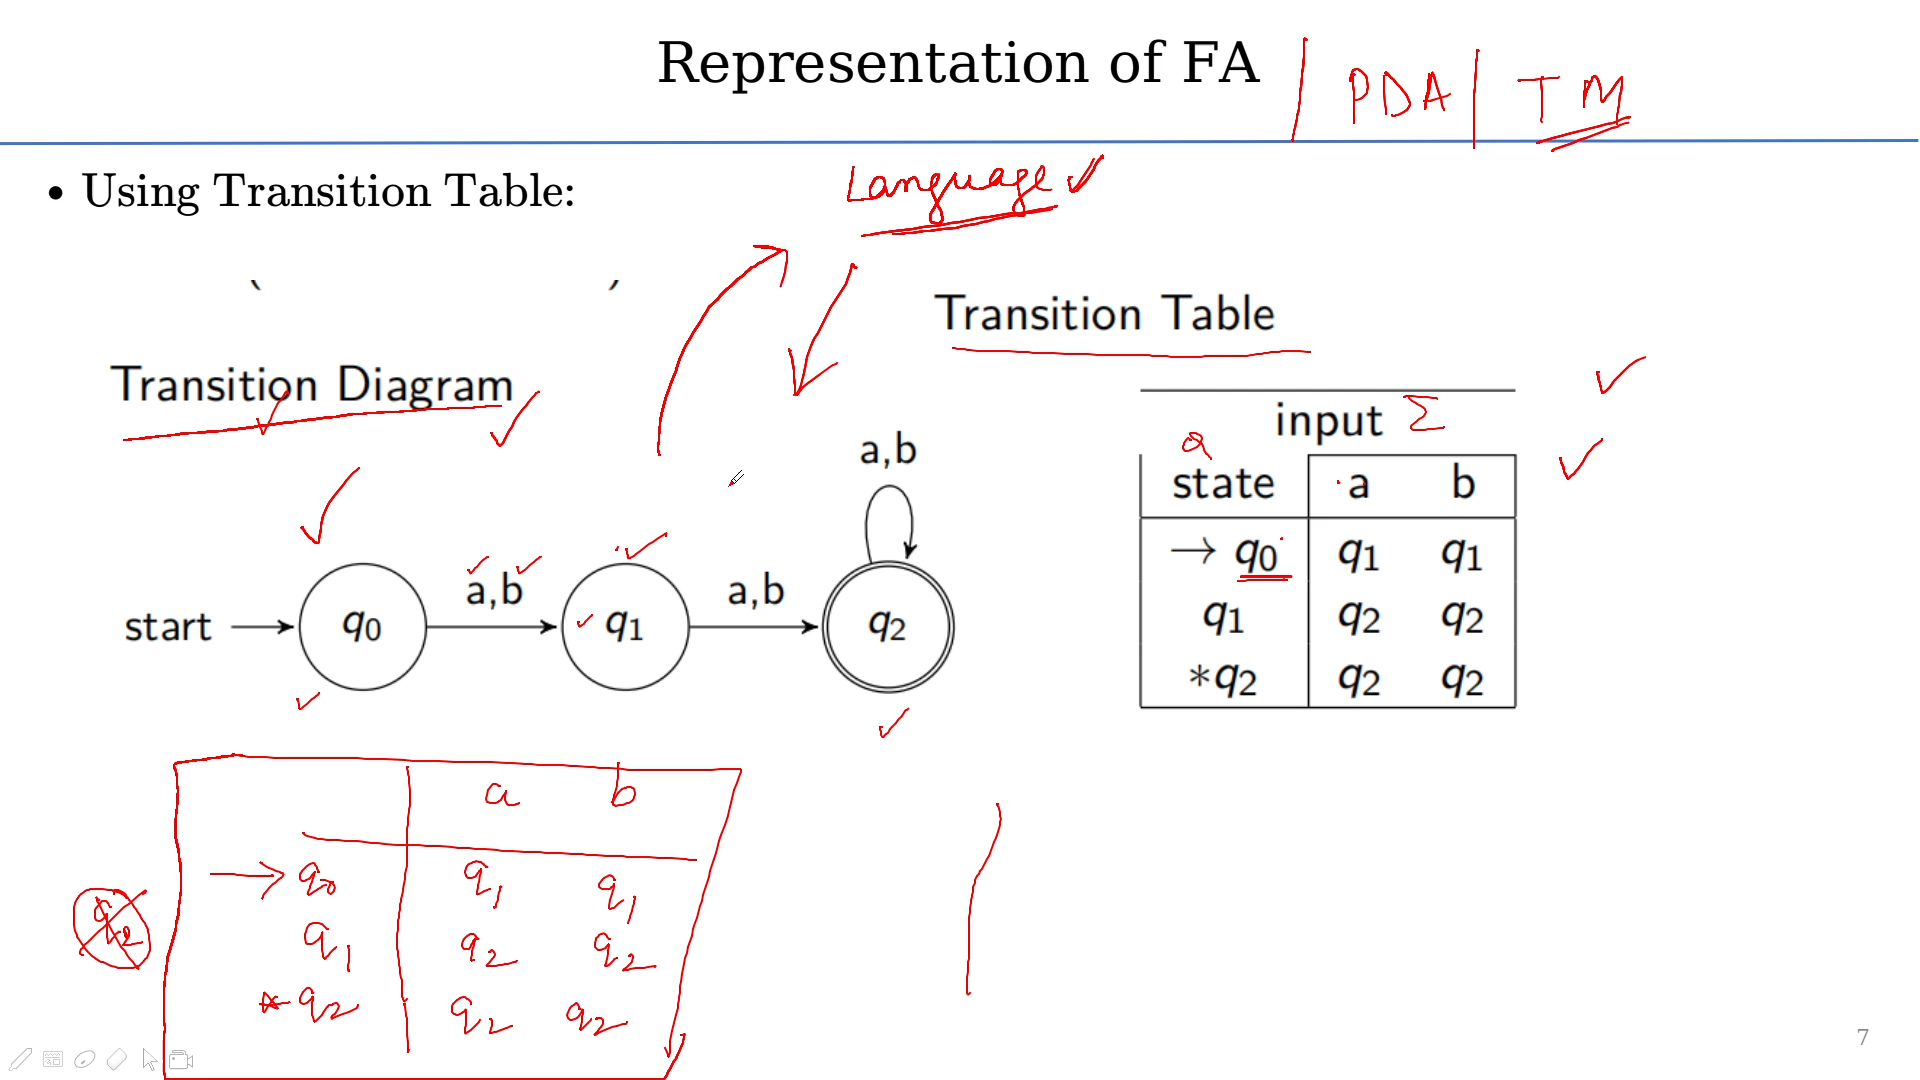 Representation of FA | PDA | TM
• Using Transition Table:
Language
Transition Table
Transition Diagram
input Σ
Q
state a b
→ q0 q1 q1
q1 q2 q2
*q2 q2 q2
a,b
a,b a,b
start q0 q1 q2
a b
→ q0 q1 q1
q2
q1 q2 q2
* q2 q2 q2
7